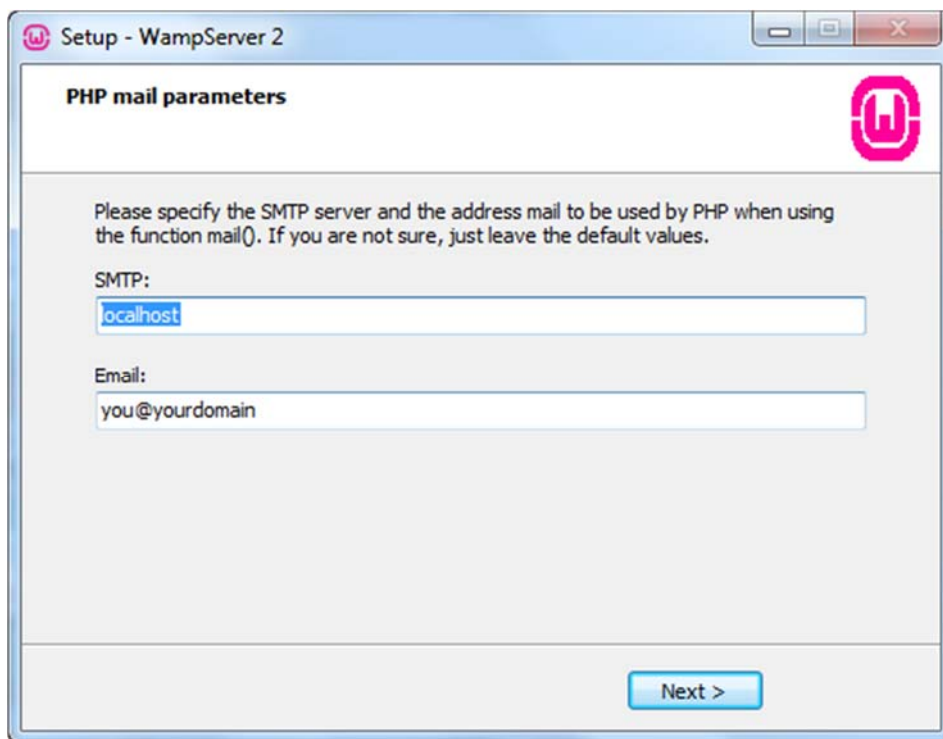 Setup - WampServer 2
PHP mail parameters
Please specify the SMTP server and the address mail to be used by PHP when using
the function mail(). If you are not sure, just leave the default values.
SMTP:
localhost
Email:
you@yourdomain
Next >